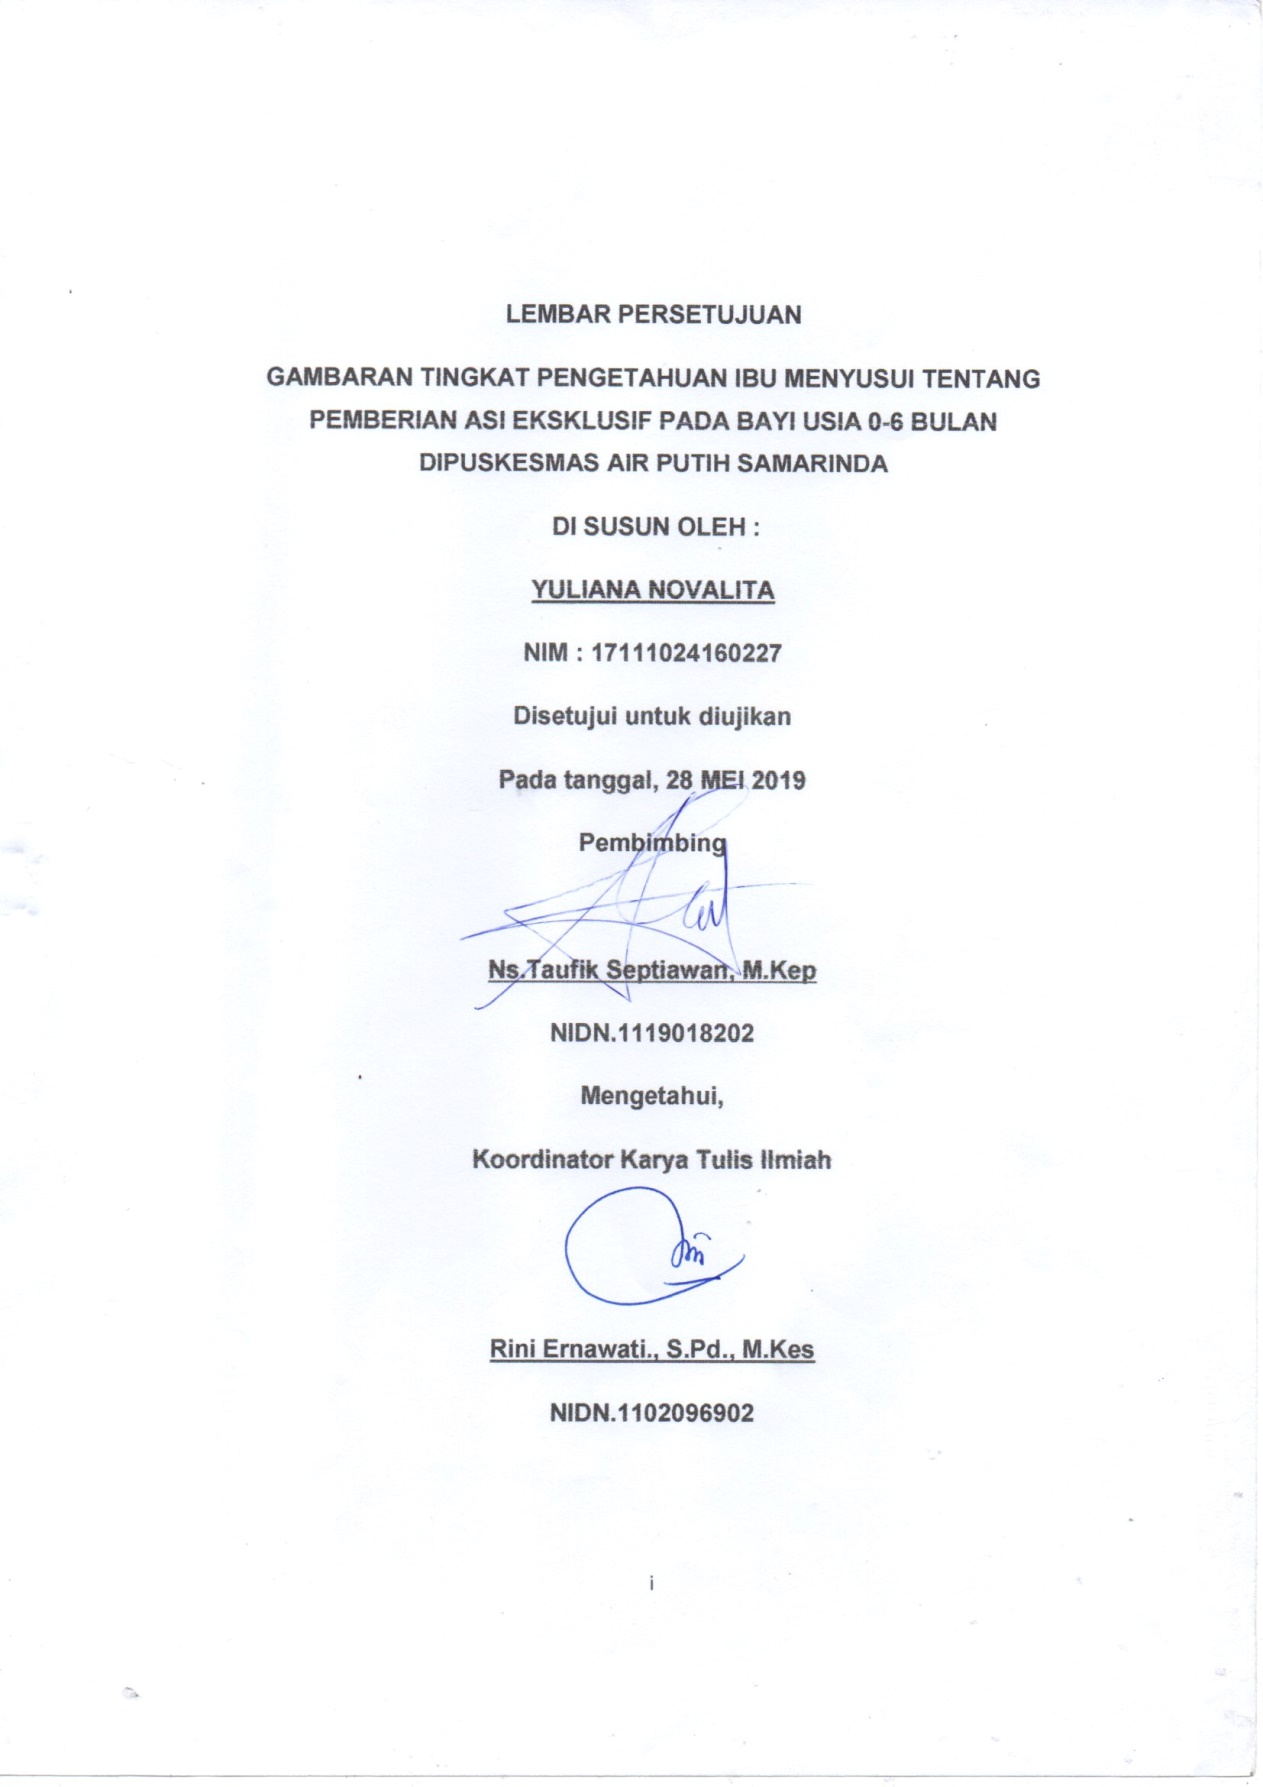 LEMBAR PERSETUJUAN
GAMBARAN TINGKAT PENGETAHUAN IBU MENYUSUI TENTANG
PEMBERIAN ASI EKSKLUSIF PADA BAYI USIA 0-6 BULAN
DIPUSKESMAS AIR PUTIH SAMARINDA
DI SUSUN OLEH :
YULIANA NOVALITA
NIM : 17111024160227
Disetujui untuk diujikan
Pada tanggal, 28 MEI 2019
Pembimbing
Ns.Taufik Septiawan, M.Kep
NIDN.1119018202
Mengetahui,
Koordinator Karya Tulis Ilmiah
Rini Ernawati., S.Pd., M.Kes
NIDN.1102096902
i